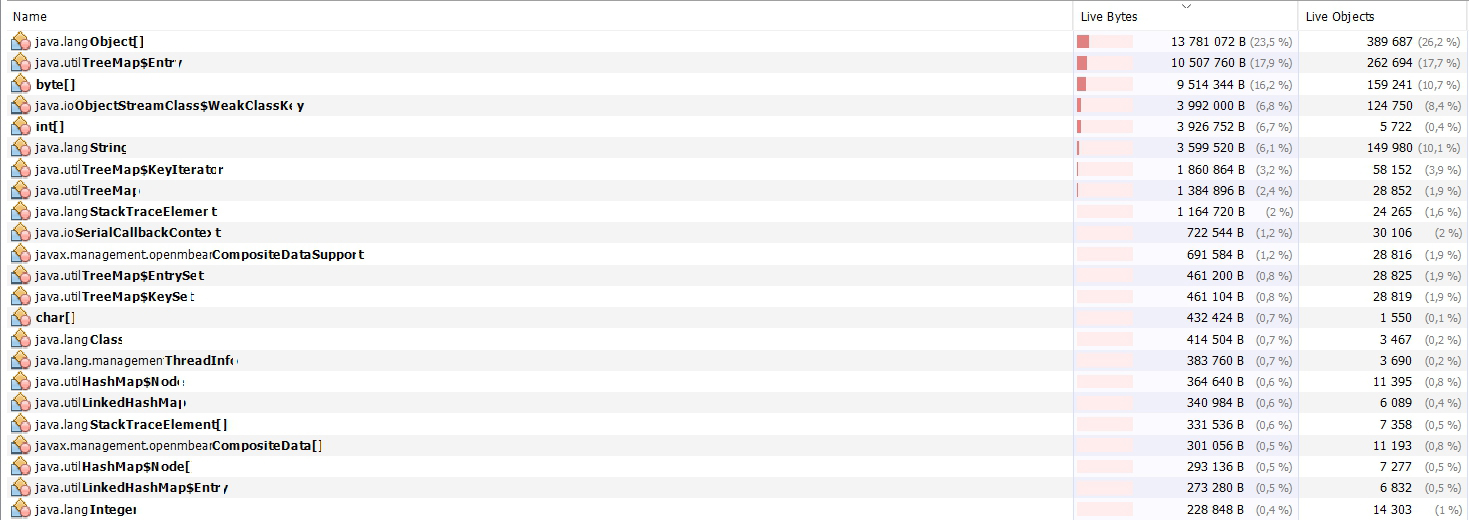 Name Live Bytes Live Objects
java.lang.Object[] 13 781 072 B (23,5 %) 389 687 (26,2 %)
java.util.TreeMap$Entry 10 507 760 B (17,9 %) 262 694 (17,7 %)
byte[] 9 514 344 B (16,2 %) 159 241 (10,7 %)
java.io.ObjectStreamClass$WeakClassKey 3 992 000 B (6,8 %) 124 750 (8,4 %)
int[] 3 926 752 B (6,7 %) 5 722 (0,4 %)
java.lang.String 3 599 520 B (6,1 %) 149 980 (10,1 %)
java.util.TreeMap$KeyIterator 1 860 864 B (3,2 %) 58 152 (3,9 %)
java.util.TreeMap 1 384 896 B (2,4 %) 28 852 (1,9 %)
java.lang.StackTraceElement 1 164 720 B (2 %) 24 265 (1,6 %)
java.io.SerialCallbackContext 722 544 B (1,2 %) 30 106 (2 %)
javax.management.openmbean.CompositeDataSupport 691 584 B (1,2 %) 28 816 (1,9 %)
java.util.TreeMap$EntrySet 461 200 B (0,8 %) 28 825 (1,9 %)
java.util.TreeMap$KeySet 461 104 B (0,8 %) 28 819 (1,9 %)
char[] 432 424 B (0,7 %) 1 550 (0,1 %)
java.lang.Class 414 504 B (0,7 %) 3 467 (0,2 %)
java.lang.management.ThreadInfo 383 760 B (0,7 %) 3 690 (0,2 %)
java.util.HashMap$Node 364 640 B (0,6 %) 11 395 (0,8 %)
java.util.LinkedHashMap 340 984 B (0,6 %) 6 089 (0,4 %)
java.lang.StackTraceElement[] 331 536 B (0,6 %) 7 358 (0,5 %)
javax.management.openmbean.CompositeData[] 301 056 B (0,5 %) 11 193 (0,8 %)
java.util.HashMap$Node[] 293 136 B (0,5 %) 7 277 (0,5 %)
java.util.LinkedHashMap$Entry 273 280 B (0,5 %) 6 832 (0,5 %)
java.lang.Integer 228 848 B (0,4 %) 14 303 (1 %)